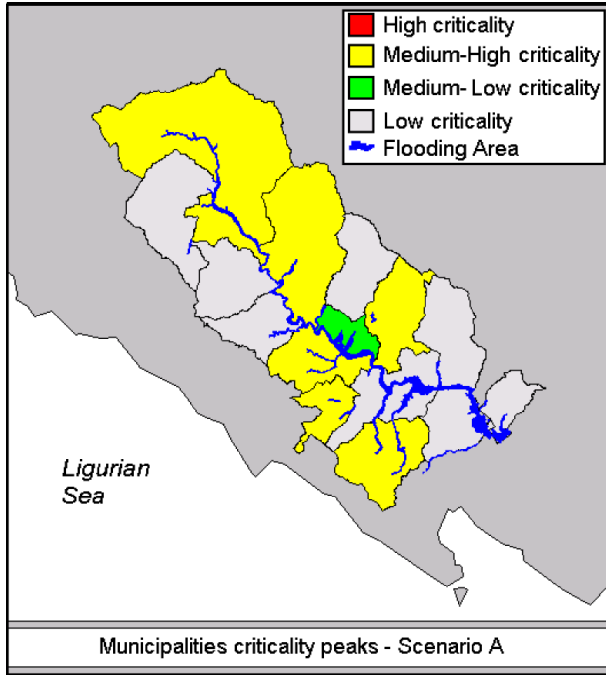 High criticality
Medium-High criticality
Medium- Low criticality
Low criticality
Flooding Area
Ligurian
Sea
Municipalities criticality peaks - Scenario A